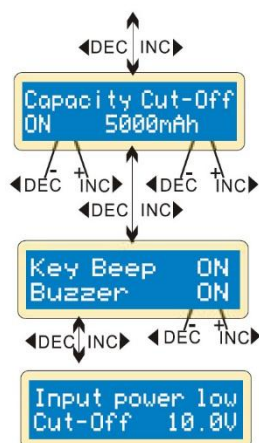 ◀DEC INC▶
Capacity Cut-Off
ON 5000mAh
- + - +
◀DEC INC▶ ◀DEC INC▶
◀DEC INC▶
Key Beep ON
Buzzer ON
- +
◀DEC INC▶ ◀DEC INC▶
Input power low
Cut-Off 10.0V